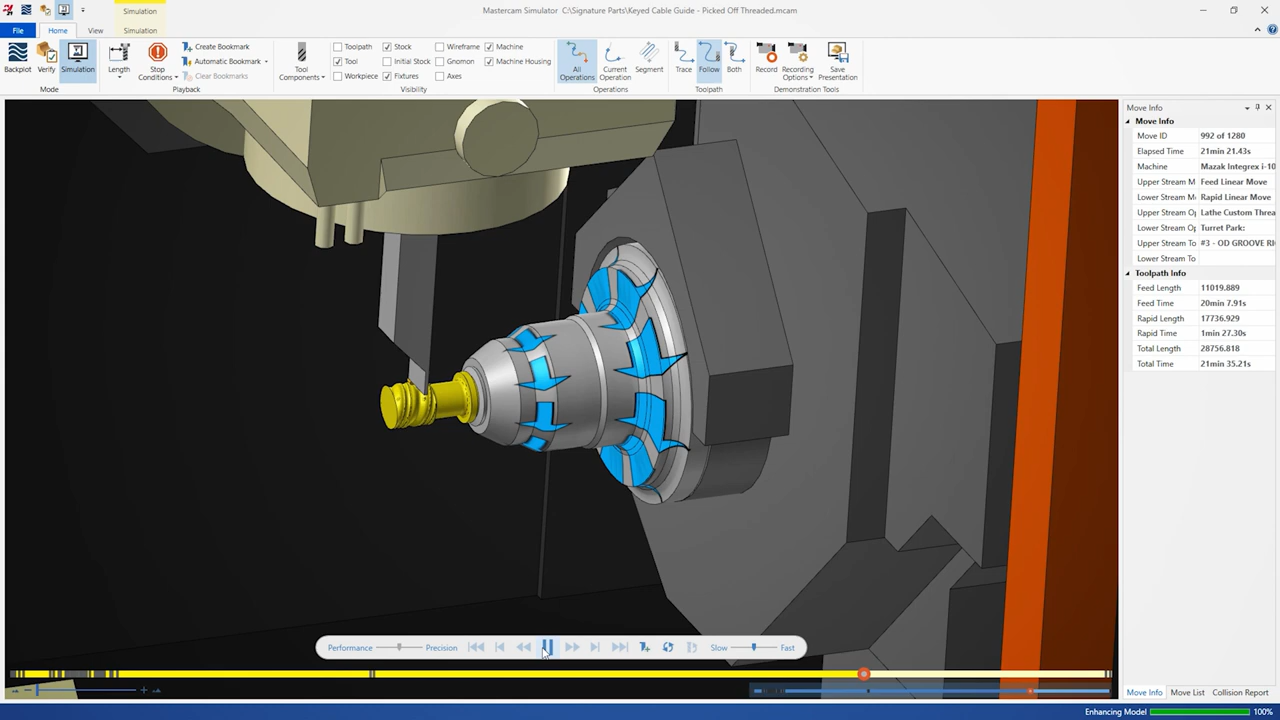 Simulation
Mastercam Simulator C:\Signature Parts\Keyed Cable Guide - Picked Off Threaded.mcam
File Home View Simulation
Backplot Verify Simulation
Mode
Length Stop Conditions
Create Bookmark
Automatic Bookmark
Clear Bookmarks
Playback
Tool Components
Toolpath Stock Wireframe Machine
Tool Initial Stock Gnomon Machine Housing
Workpiece Fixtures Axes
Visibility
All Operations Current Operation Segment
Operations
Trace Follow Both
Toolpath
Record Recording Options Save Presentation
Demonstration Tools
Move Info
Move Info
Move ID 992 of 1280
Elapsed Time 21min 21.43s
Machine Mazak Integrex i-10
Upper Stream M Feed Linear Move
Lower Stream Mo Rapid Linear Move
Upper Stream Op Lathe Custom Threa
Lower Stream Op Turret Park:
Upper Stream To #3 - OD GROOVE RI
Lower Stream To
Toolpath Info
Feed Length 11019.889
Feed Time 20min 7.91s
Rapid Length 17736.929
Rapid Time 1min 27.30s
Total Length 28756.818
Total Time 21min 35.21s
Performance Precision Slow Fast
Move Info Move List Collision Report
Enhancing Model 100%